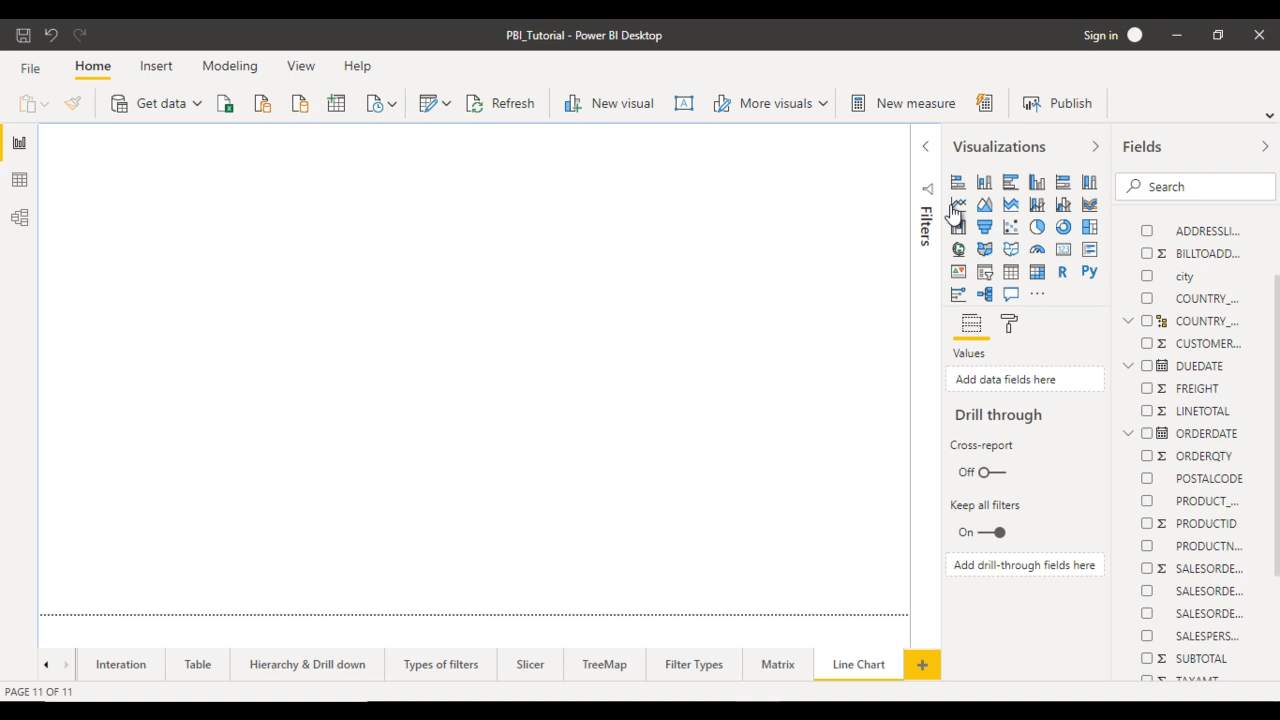 PBI_Tutorial - Power BI Desktop
Sign in
File
Home
Insert
Modeling
View
Help
Get data
Refresh
New visual
More visuals
New measure
Publish
Filters
Visualizations
Fields
Search
R
Py
123
Values
Add data fields here
Drill through
Cross-report
Off
Keep all filters
On
Add drill-through fields here
ADDRESSLI...
BILLTOADD...
city
COUNTRY_...
COUNTRY_...
CUSTOMER...
DUEDATE
FREIGHT
LINETOTAL
ORDERDATE
ORDERQTY
POSTALCODE
PRODUCT_...
PRODUCTID
PRODUCTN...
SALESORDE...
SALESORDE...
SALESORDE...
SALESPERS...
SUBTOTAL
TAXAMT
Interation
Table
Hierarchy & Drill down
Types of filters
Slicer
TreeMap
Filter Types
Matrix
Line Chart
PAGE 11 OF 11